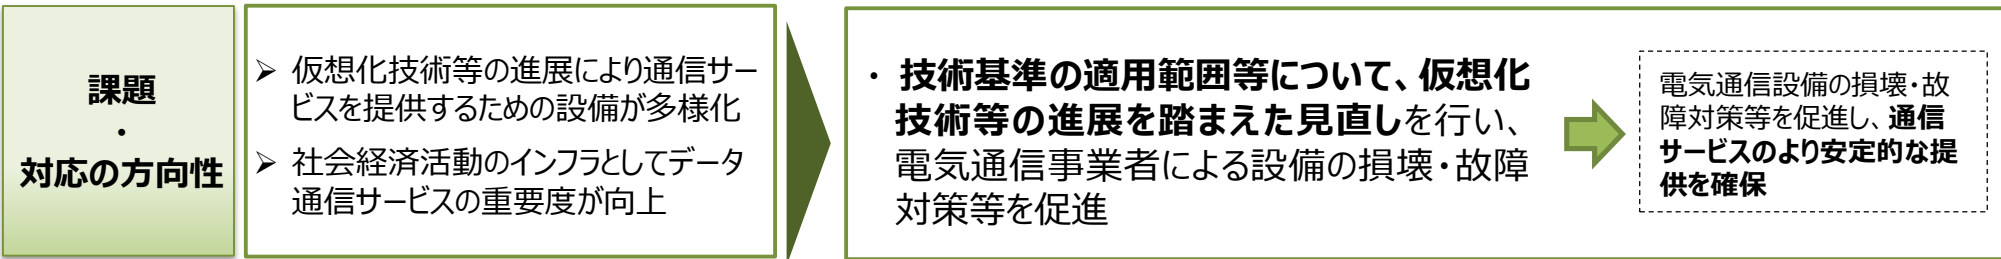 課題
・
対応の方向性
➢ 仮想化技術等の進展により通信サー
ビスを提供するための設備が多様化
➢ 社会経済活動のインフラとしてデータ
通信サービスの重要度が向上
・ 技術基準の適用範囲等について、仮想化
技術等の進展を踏まえた見直しを行い、
電気通信事業者による設備の損壊・故障
対策等を促進
電気通信設備の損壊・故
障対策等を促進し、通信
サービスのより安定的な提
供を確保